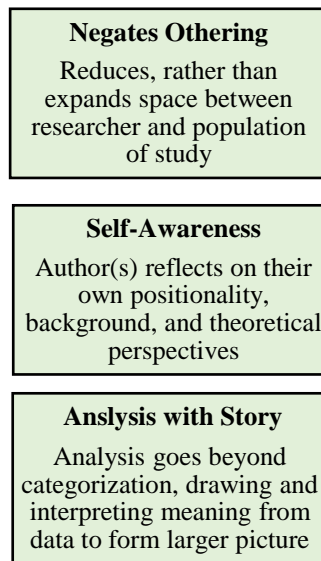 Negates Othering
Reduces, rather than
expands space between
researcher and population
of study
Self-Awareness
Author(s) reflects on their
own positionality,
background, and theoretical
perspectives
Anslysis with Story
Analysis goes beyond
categorization, drawing and
interpreting meaning from
data to form larger picture